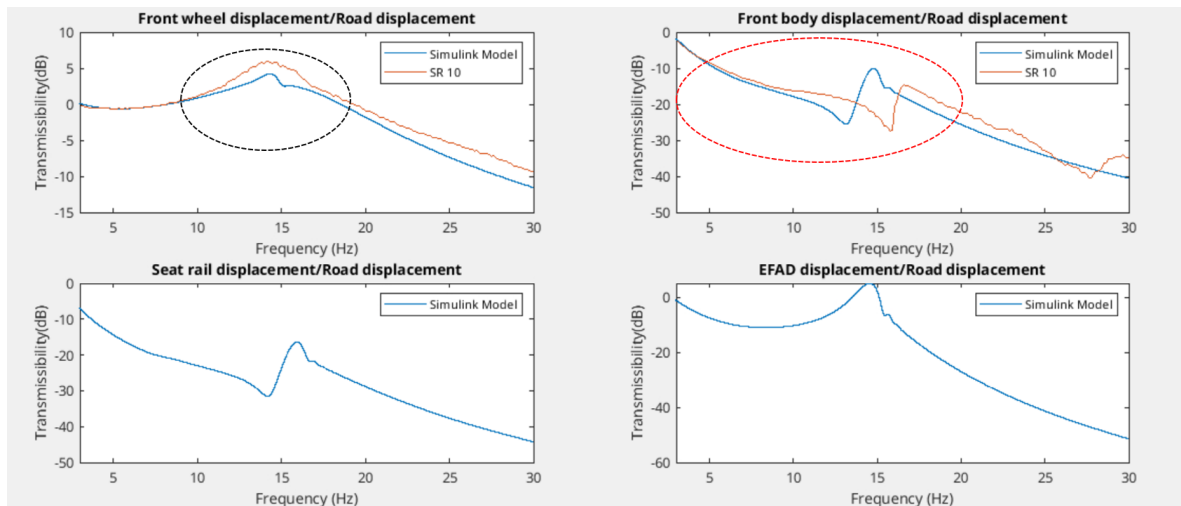 Front wheel displacement/Road displacement
10
5
0
-5
-10
-15
5
10
15
20
25
30
Transmissibility(dB)
Frequency (Hz)
Simulink Model
SR 10
Front body displacement/Road displacement
0
-10
-20
-30
-40
-50
5
10
15
20
25
30
Transmissibility(dB)
Frequency (Hz)
Simulink Model
SR 10
Seat rail displacement/Road displacement
0
-10
-20
-30
-40
-50
5
10
15
20
25
30
Transmissibility(dB)
Frequency (Hz)
Simulink Model
EFAD displacement/Road displacement
0
-20
-40
-60
5
10
15
20
25
30
Transmissibility(dB)
Frequency (Hz)
Simulink Model